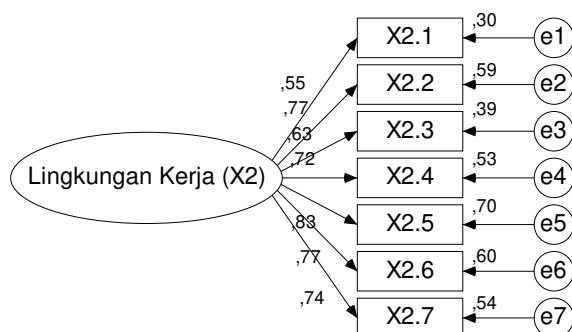 X2.1 ,30 e1
,55
X2.2 ,59 e2
,77
X2.3 ,39 e3
,63
Lingkungan Kerja (X2) ,72 X2.4 ,53 e4
X2.5 ,70 e5
,83
X2.6 ,60 e6
,77
,74
X2.7 ,54 e7